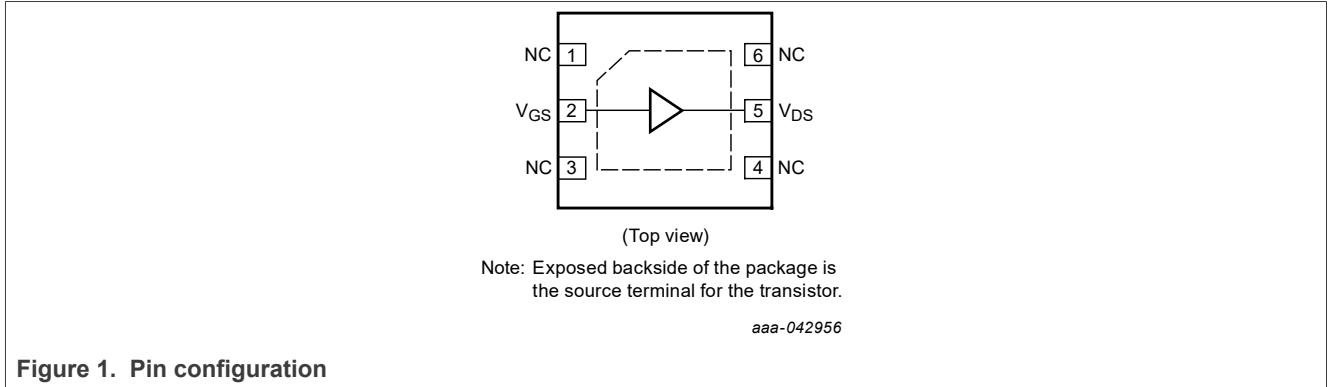 NC 1 6 NC
VGS 2 5 VDS
NC 3 4 NC
(Top view)
Note: Exposed backside of the package is
the source terminal for the transistor.
aaa-042956
Figure 1. Pin configuration